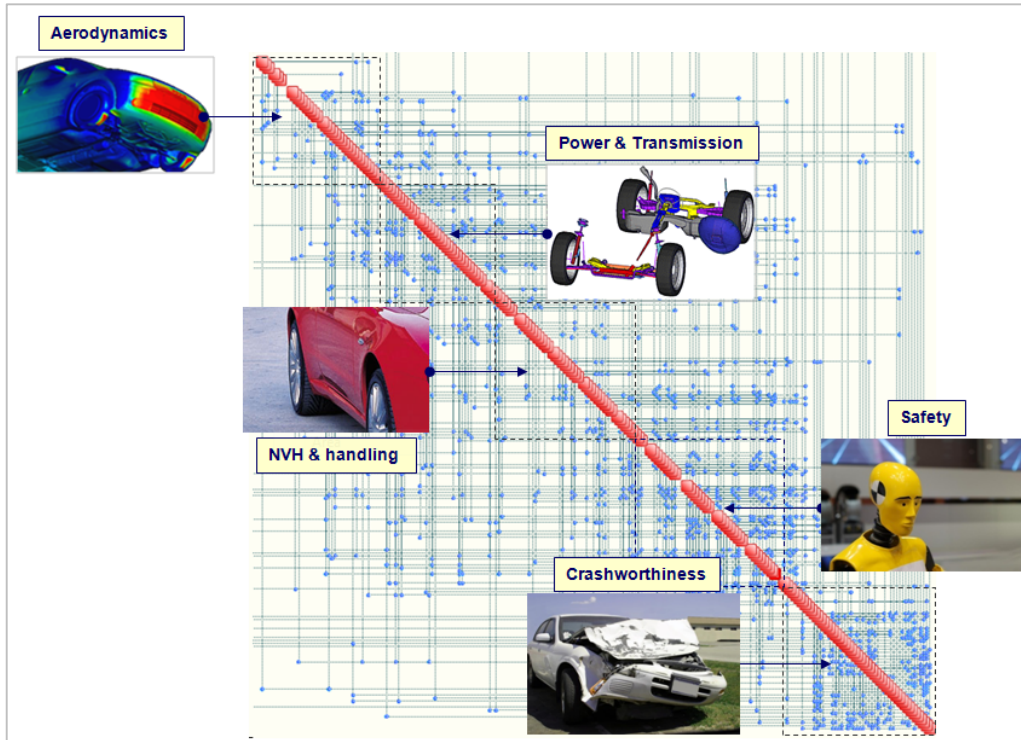 Aerodynamics
Power & Transmission
NVH & handling
Safety
Crashworthiness